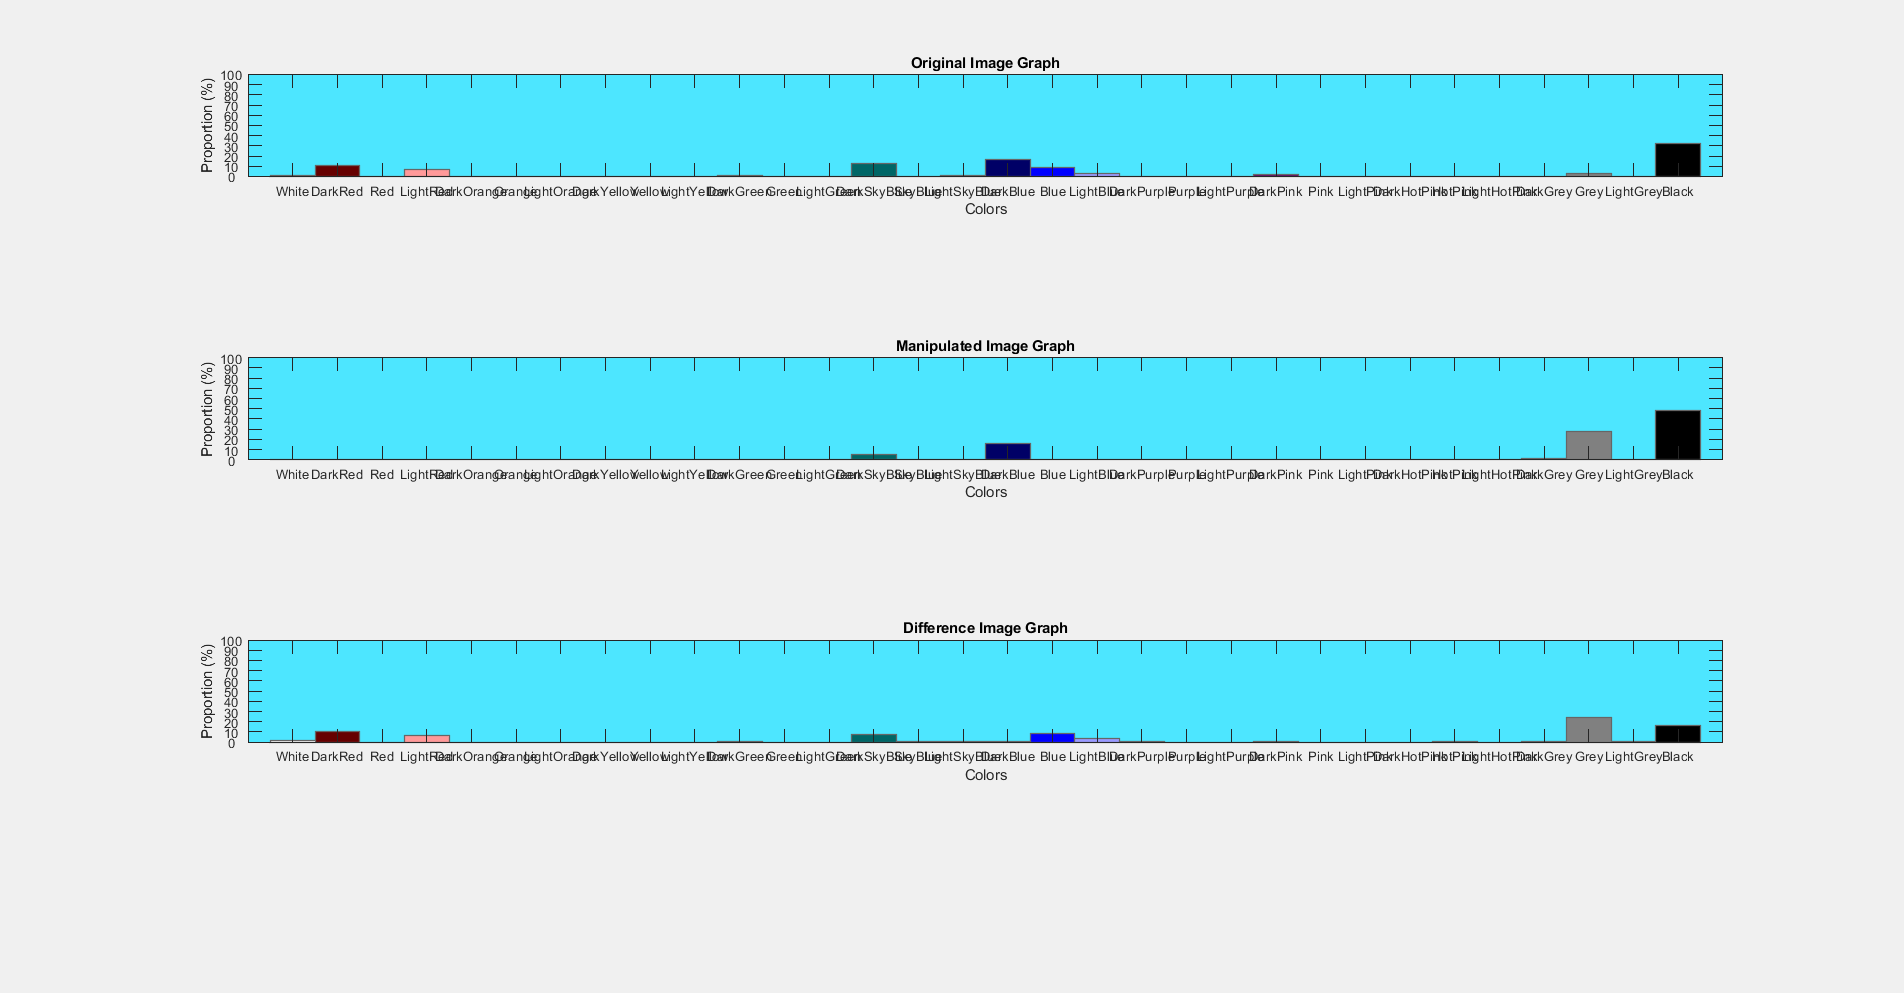 Original Image Graph
Proportion (%)
100
90
80
70
60
50
40
30
20
10
0
White DarkRed Red LightRed DarkOrange Orange LightOrange DarkYellow Yellow LightYellow DarkGreen Green LightGreen DarkSkyBlue SkyBlue LightSkyBlue DarkBlue Blue LightBlue DarkPurple Purple LightPurple DarkPink Pink LightPink DarkHotPink HotPink LightHotPink DarkGrey Grey LightGrey Black
Colors
Manipulated Image Graph
Proportion (%)
100
90
80
70
60
50
40
30
20
10
0
White DarkRed Red LightRed DarkOrange Orange LightOrange DarkYellow Yellow LightYellow DarkGreen Green LightGreen DarkSkyBlue SkyBlue LightSkyBlue DarkBlue Blue LightBlue DarkPurple Purple LightPurple DarkPink Pink LightPink DarkHotPink HotPink LightHotPink DarkGrey Grey LightGrey Black
Colors
Difference Image Graph
Proportion (%)
100
90
80
70
60
50
40
30
20
10
0
White DarkRed Red LightRed DarkOrange Orange LightOrange DarkYellow Yellow LightYellow DarkGreen Green LightGreen DarkSkyBlue SkyBlue LightSkyBlue DarkBlue Blue LightBlue DarkPurple Purple LightPurple DarkPink Pink LightPink DarkHotPink HotPink LightHotPink DarkGrey Grey LightGrey Black
Colors